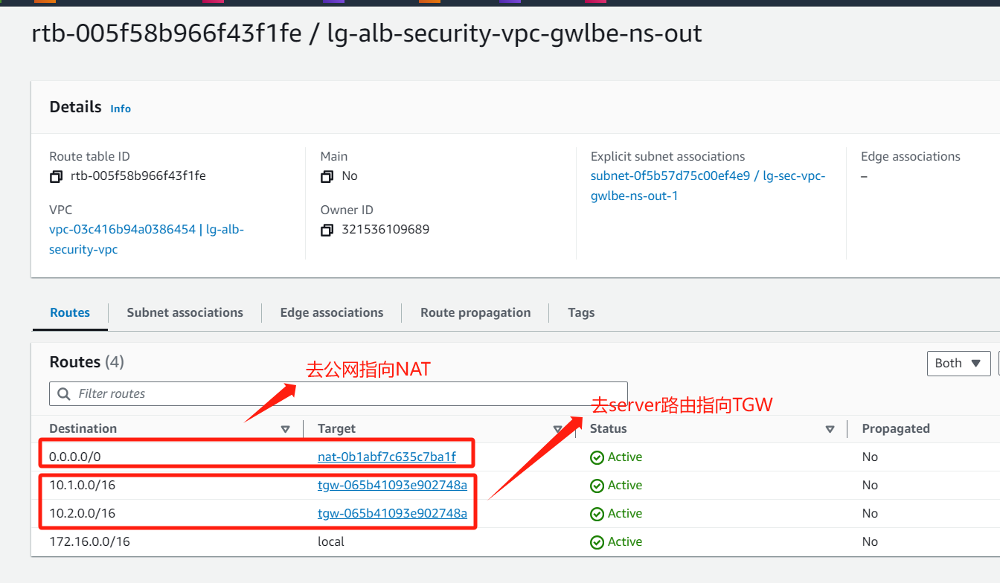 rtb-005f58b966f43f1fe / lg-alb-security-vpc-gwlbe-ns-out
Details Info
Route table ID
rtb-005f58b966f43f1fe
Main
No
Explicit subnet associations
subnet-0f5b57d75c00ef4e9 / lg-sec-vpc-
gwlbe-ns-out-1
Edge associations
–
VPC
vpc-03c416b94a0386454 | lg-alb-
security-vpc
Owner ID
321536109689
Routes Subnet associations Edge associations Route propagation Tags
Routes (4)
去公网指向NAT
Both
Filter routes
去server路由指向TGW
Destination Target Status Propagated
0.0.0.0/0 nat-0b1abf7c635c7ba1f Active No
10.1.0.0/16 tgw-065b41093e902748a Active No
10.2.0.0/16 tgw-065b41093e902748a Active No
172.16.0.0/16 local Active No